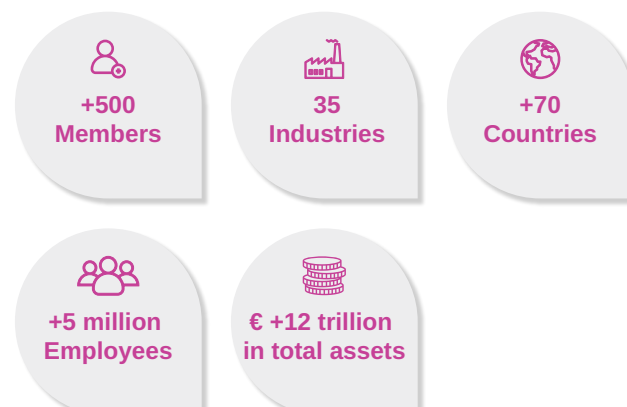 +500
Members
35
Industries
+70
Countries
+5 million
Employees
€ +12 trillion
in total assets